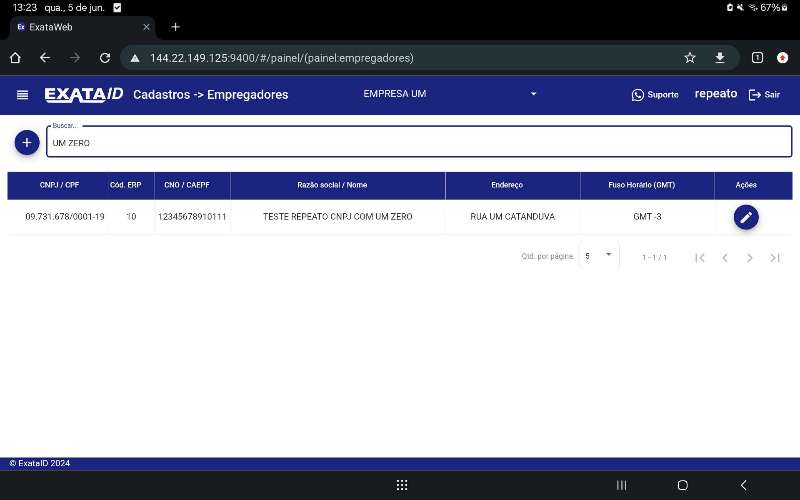 13:23 qua., 5 de jun. 67%
Ex ExataWeb
144.22.149.125:9400/#/painel/(painel:empregadores) 1
EXATAID Cadastros -> Empregadores EMPRESA UM Suporte repeato Sair
Buscar...
UM ZERO
CNPJ / CPF Cód. ERP CNO / CAEPF Razão social / Nome Endereço Fuso Horário (GMT) Ações
09.731.678/0001-19 10 12345678910111 TESTE REPEATO CNPJ COM UM ZERO RUA UM CATANDUVA GMT -3
Qtd. por página: 5 1 - 1 / 1
© ExataID 2024